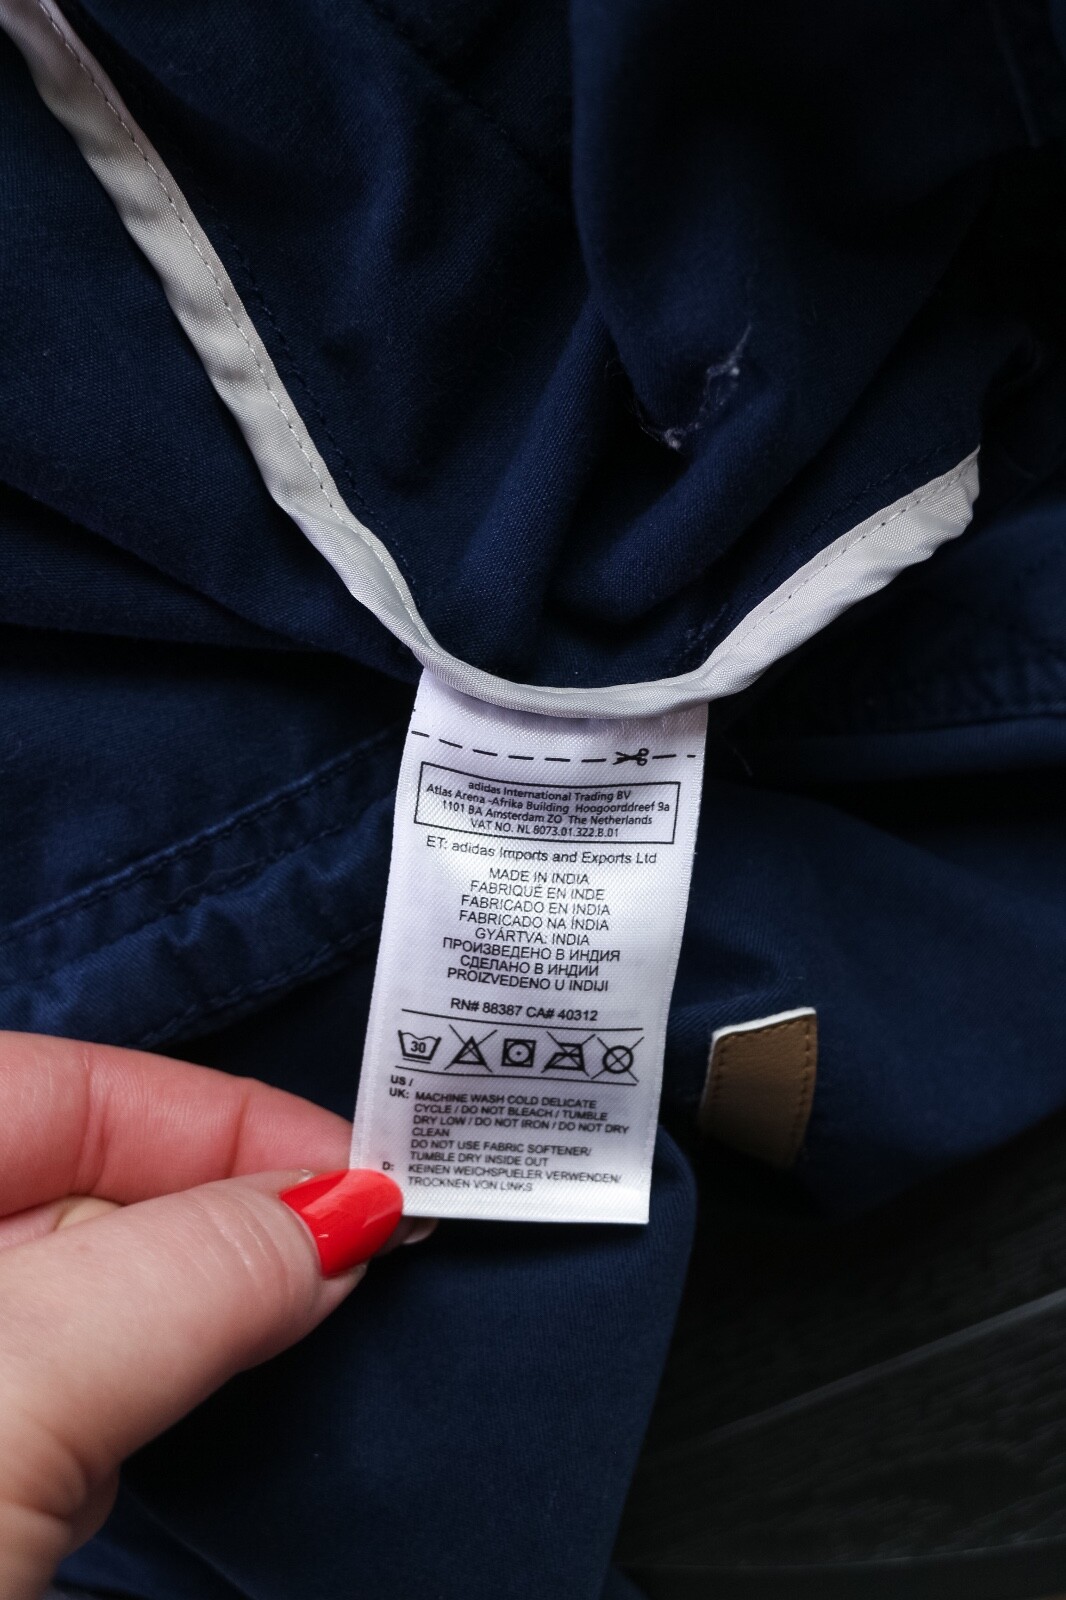 adidas International Trading BV
Atlas Arena -Afrika Building Hoogoorddreef 9a
1101 BA Amsterdam ZO The Netherlands
VAT NO. NL 8073.01.322.B.01
ET: adidas Imports and Exports Ltd
MADE IN INDIA
FABRIQUÉ EN INDE
FABRICADO EN INDIA
FABRICADO NA ÍNDIA
GYÁRTVA: INDIA
ПРОИЗВЕДЕНО В ИНДИЯ
СДЕЛАНО В ИНДИИ
PROIZVEDENO U INDIJI
RN# 88387 CA# 40312
30
US /
UK: MACHINE WASH COLD DELICATE
CYCLE / DO NOT BLEACH / TUMBLE
DRY LOW / DO NOT IRON / DO NOT DRY
CLEAN
DO NOT USE FABRIC SOFTENER/
TUMBLE DRY INSIDE OUT
D: KEINEN WEICHSPUELER VERWENDEN/
TROCKNEN VON LINKS